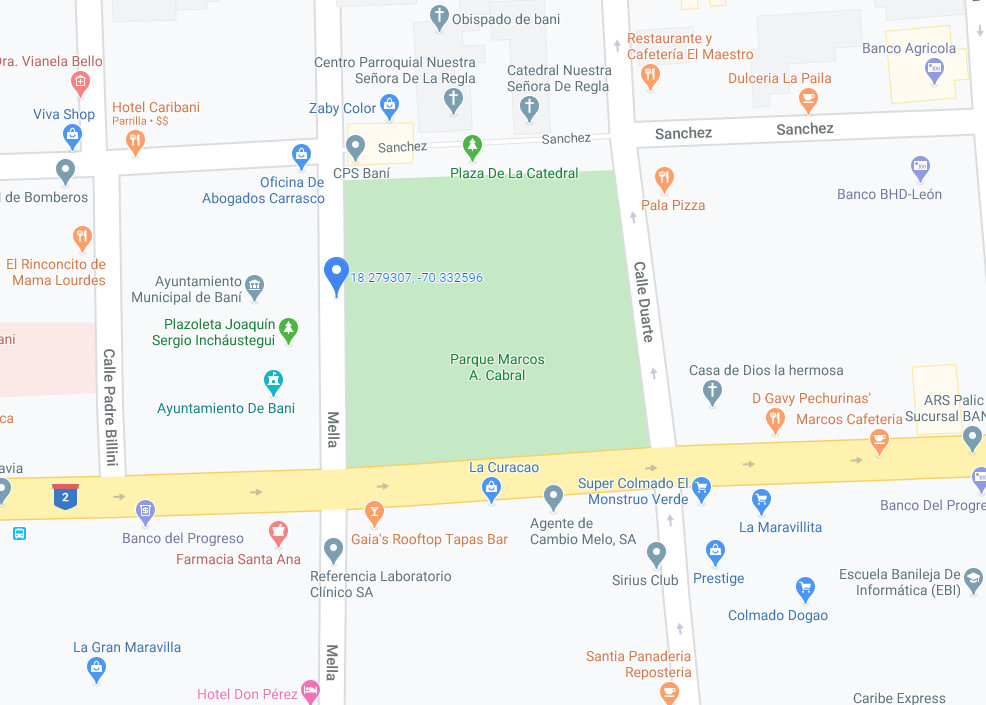 Obispado de bani
Restaurante y
Cafetería El Maestro
Banco Agricola
Dra. Vianela Bello
Centro Parroquial Nuestra
Señora De La Regla
Catedral Nuestra
Señora De Regla
Dulceria La Paila
Viva Shop
Hotel Caribani
Parrilla • $$
Zaby Color
Sanchez
Sanchez
Sanchez
Sanchez
CPS Baní
Plaza De La Catedral
Oficina De
Abogados Carrasco
l de Bomberos
Pala Pizza
Banco BHD-León
El Rinconcito de
Mama Lourdes
Ayuntamiento
Municipal de Baní
18.279307, -70.332596
Plazoleta Joaquín
Sergio Incháustegui
Calle Duarte
ani
Parque Marcos
A. Cabral
Calle Padre Billini
Ayuntamiento De Bani
Mella
Casa de Dios la hermosa
D Gavy Pechurinas'
Marcos Cafeteria
ARS Palic
Sucursal BAN
ca
avia
2
La Curacao
Super Colmado El
Monstruo Verde
Banco Del Progre
La Maravillita
Banco del Progreso
Farmacia Santa Ana
Gaia's Rooftop Tapas Bar
Agente de
Cambio Melo, SA
Referencia Laboratorio
Clínico SA
Sirius Club
Prestige
Escuela Banileja De
Informática (EBI)
Colmado Dogao
La Gran Maravilla
Mella
Santia Panaderia
Reposteria
Hotel Don Pérez
Caribe Express